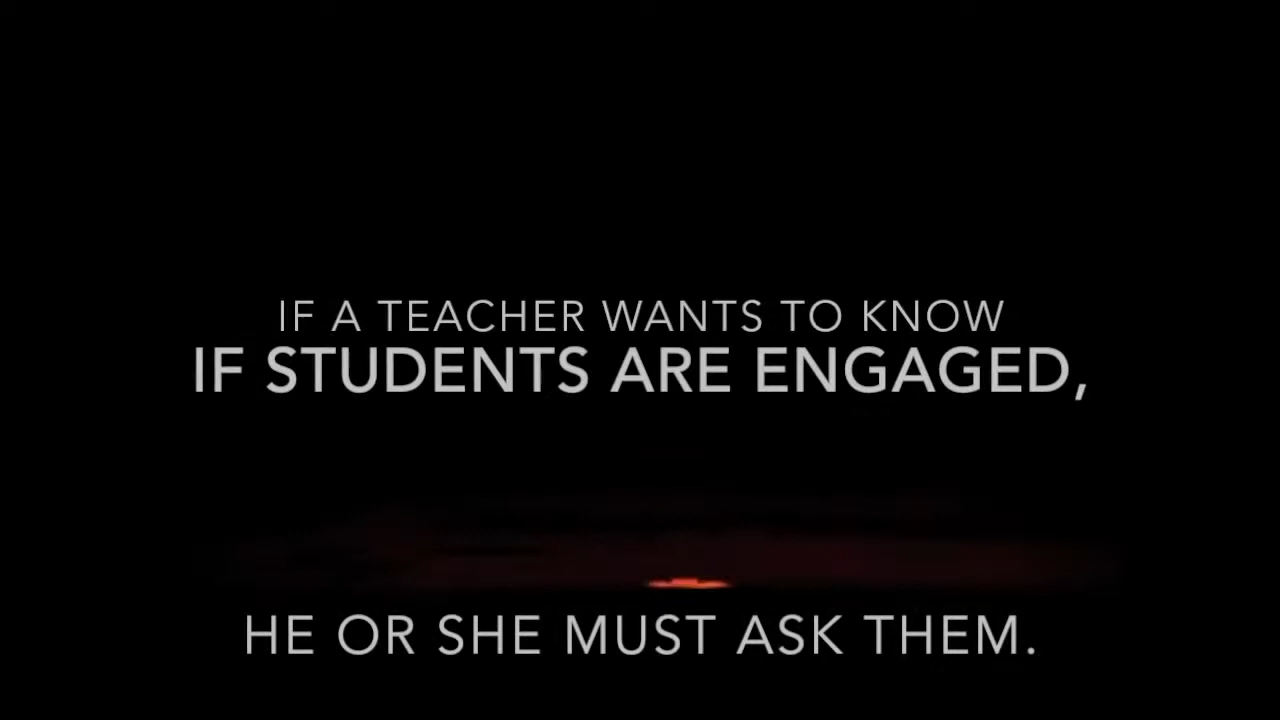 IF A TEACHER WANTS TO KNOW
IF STUDENTS ARE ENGAGED,
HE OR SHE MUST ASK THEM.